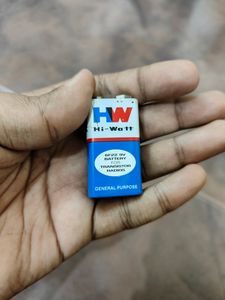 HW
Hi-Watt
6F22 9V
BATTERY
FOR
TRANSISTOR
RADIOS
GENERAL PURPOSE